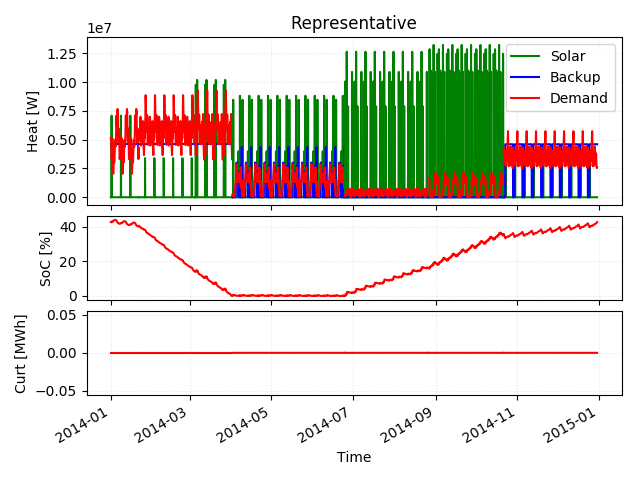 Representative
1e7
Heat [W]
1.25
1.00
0.75
0.50
0.25
0.00
Solar
Backup
Demand
SoC [%]
40
20
0
Curt [MWh]
0.05
0.00
−0.05
2014-01
2014-03
2014-05
2014-07
2014-09
2014-11
2015-01
Time